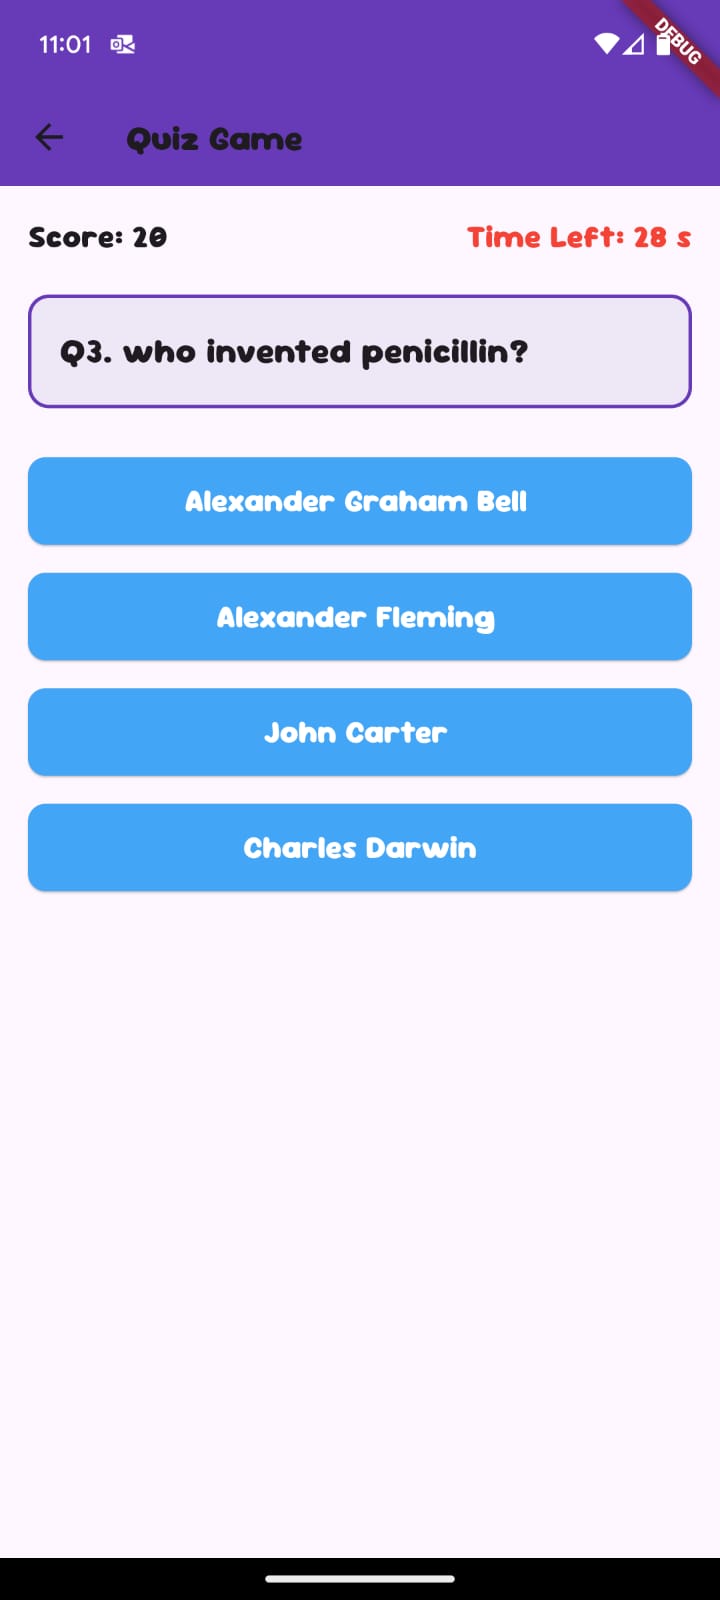 11:01
DEBUG
Quiz Game
Score: 20
Time Left: 28 s
Q3. who invented penicillin?
Alexander Graham Bell
Alexander Fleming
John Carter
Charles Darwin